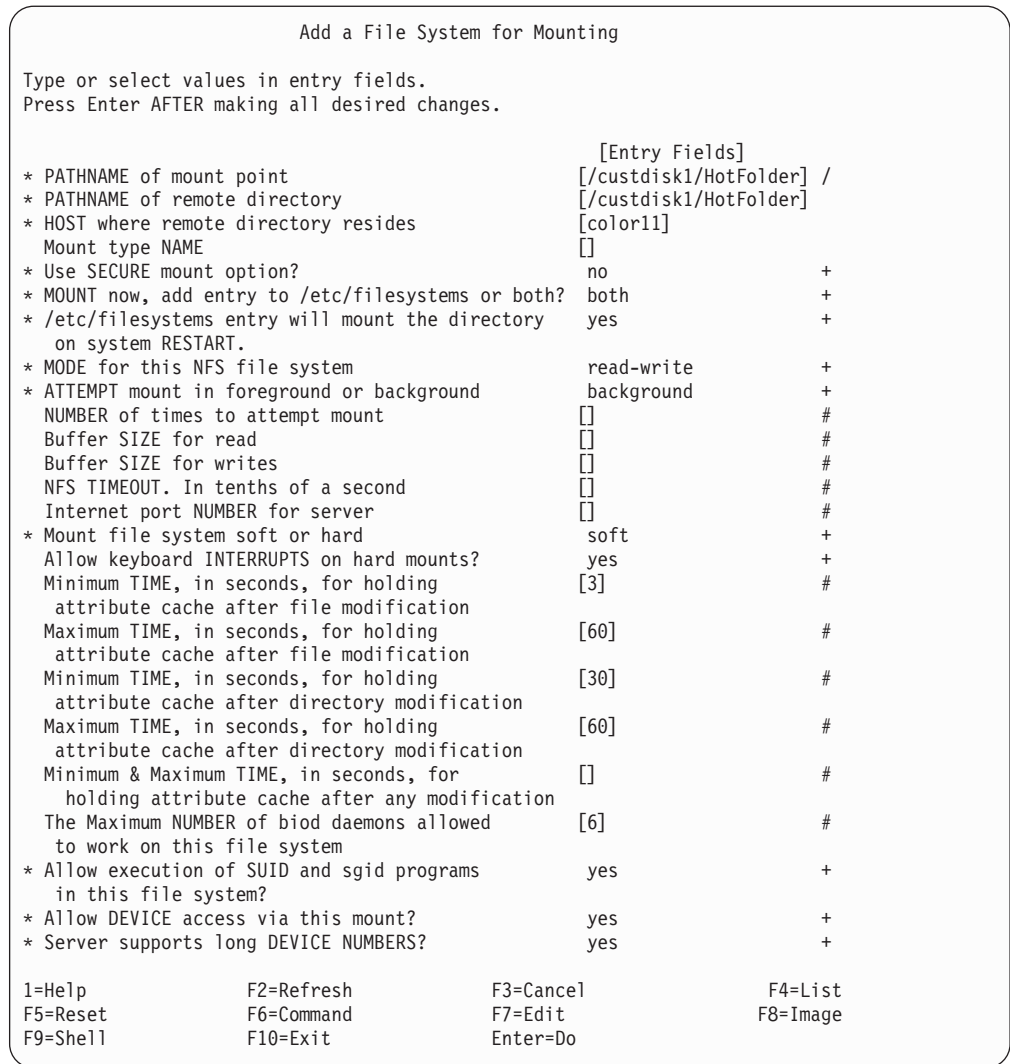 Add a File System for Mounting
Type or select values in entry fields.
Press Enter AFTER making all desired changes.
[Entry Fields]
* PATHNAME of mount point [/custdisk1/HotFolder] /
* PATHNAME of remote directory [/custdisk1/HotFolder]
* HOST where remote directory resides [color11]
Mount type NAME []
* Use SECURE mount option? no +
* MOUNT now, add entry to /etc/filesystems or both? both +
* /etc/filesystems entry will mount the directory yes +
on system RESTART.
* MODE for this NFS file system read-write +
* ATTEMPT mount in foreground or background background +
NUMBER of times to attempt mount [] #
Buffer SIZE for read [] #
Buffer SIZE for writes [] #
NFS TIMEOUT. In tenths of a second [] #
Internet port NUMBER for server [] #
* Mount file system soft or hard soft +
Allow keyboard INTERRUPTS on hard mounts? yes +
Minimum TIME, in seconds, for holding [3] #
attribute cache after file modification
Maximum TIME, in seconds, for holding [60] #
attribute cache after file modification
Minimum TIME, in seconds, for holding [30] #
attribute cache after directory modification
Maximum TIME, in seconds, for holding [60] #
attribute cache after directory modification
Minimum & Maximum TIME, in seconds, for [] #
holding attribute cache after any modification
The Maximum NUMBER of biod daemons allowed [6] #
to work on this file system
* Allow execution of SUID and sgid programs yes +
in this file system?
* Allow DEVICE access via this mount? yes +
* Server supports long DEVICE NUMBERS? yes +
1=Help F2=Refresh F3=Cancel F4=List
F5=Reset F6=Command F7=Edit F8=Image
F9=Shell F10=Exit Enter=Do